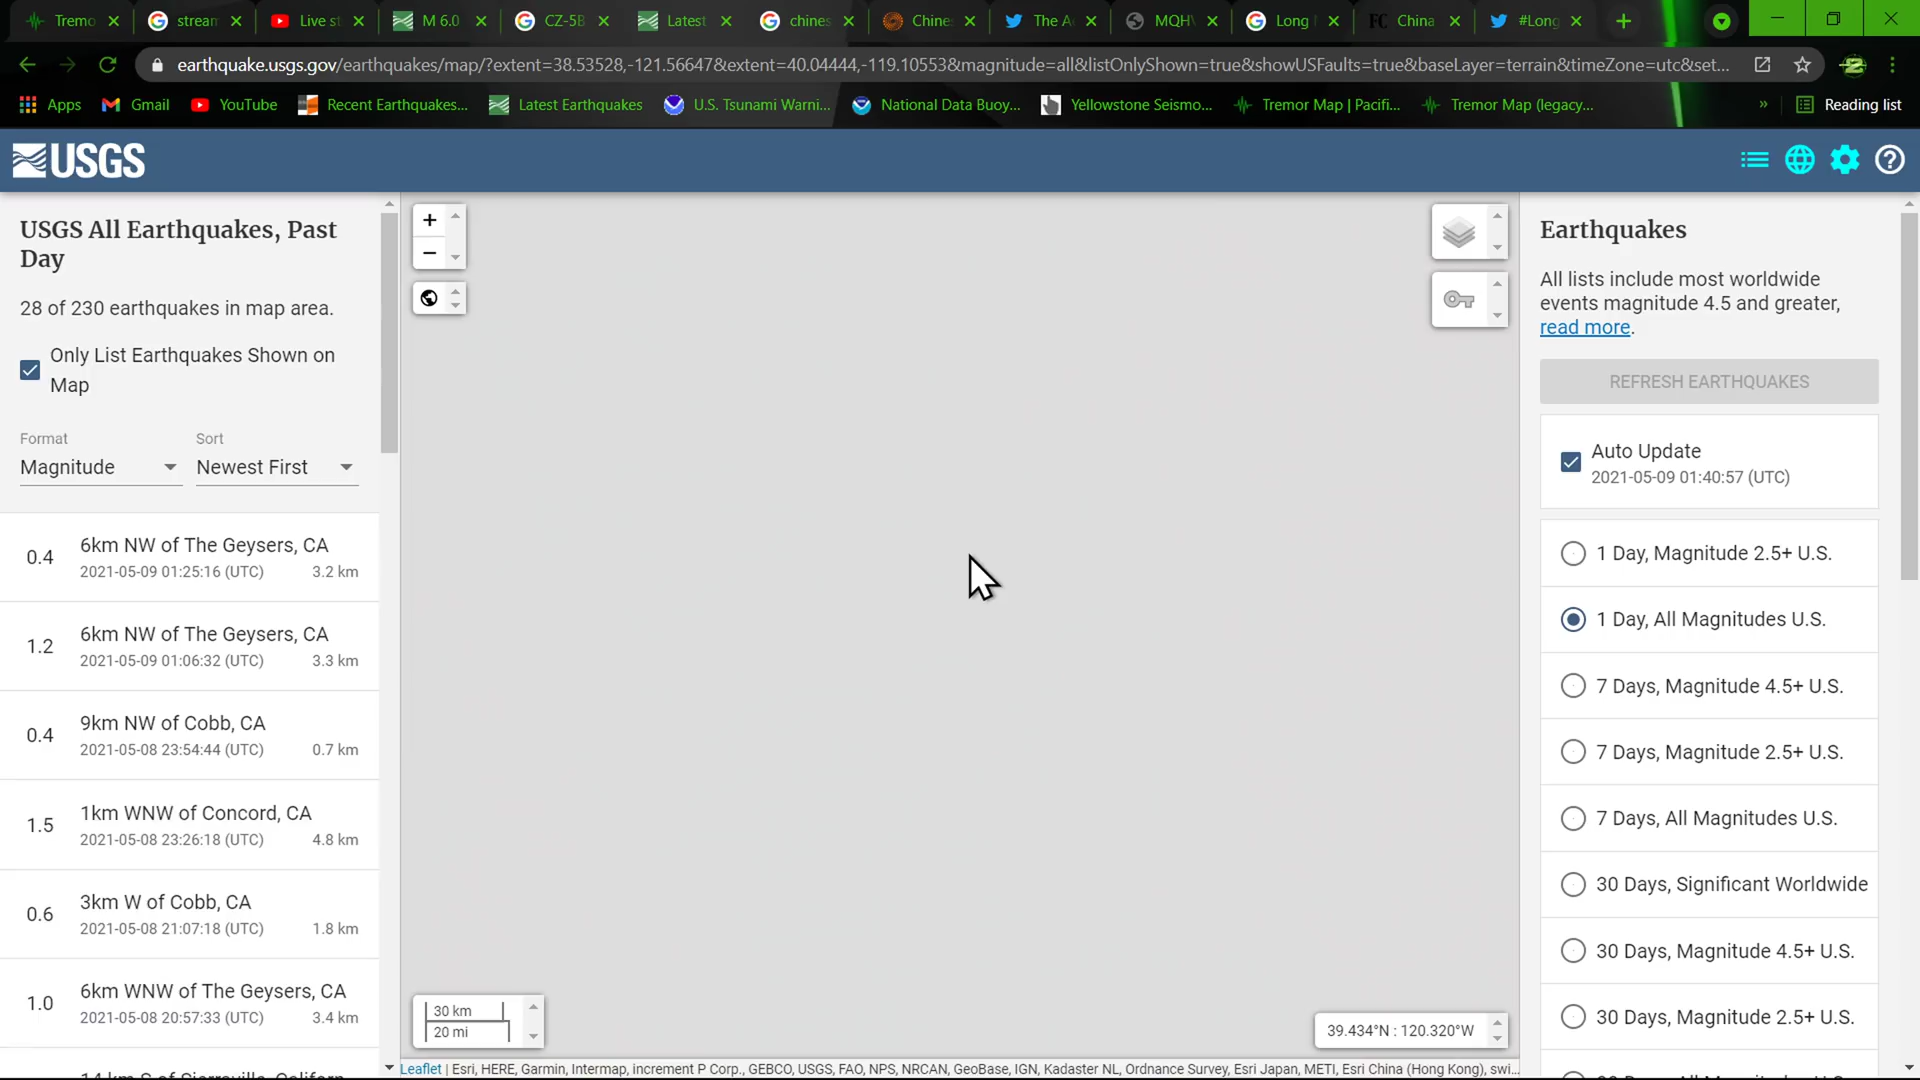 Tremo
stream
Live st
M 6.0
CZ-5B
Latest
chines
Chine
The A
MQH
Long
China
#Long
earthquake.usgs.gov/earthquakes/map/?extent=38.53528,-121.56647&extent=40.04444,-119.10553&magnitude=all&listOnlyShown=true&showUSFaults=true&baseLayer=terrain&timeZone=utc&set...
Apps
Gmail
YouTube
Recent Earthquakes...
Latest Earthquakes
U.S. Tsunami Warni...
National Data Buoy...
Yellowstone Seismo...
Tremor Map | Pacifi...
Tremor Map (legacy...
»
Reading list
USGS
USGS All Earthquakes, Past
Day
28 of 230 earthquakes in map area.
Only List Earthquakes Shown on
Map
Format
Sort
Magnitude
Newest First
0.4
6km NW of The Geysers, CA
2021-05-09 01:25:16 (UTC) 3.2 km
1.2
6km NW of The Geysers, CA
2021-05-09 01:06:32 (UTC) 3.3 km
0.4
9km NW of Cobb, CA
2021-05-08 23:54:44 (UTC) 0.7 km
1.5
1km WNW of Concord, CA
2021-05-08 23:26:18 (UTC) 4.8 km
0.6
3km W of Cobb, CA
2021-05-08 21:07:18 (UTC) 1.8 km
1.0
6km WNW of The Geysers, CA
2021-05-08 20:57:33 (UTC) 3.4 km
+
−
30 km
20 mi
39.434°N : 120.320°W
Leaflet | Esri, HERE, Garmin, Intermap, increment P Corp., GEBCO, USGS, FAO, NPS, NRCAN, GeoBase, IGN, Kadaster NL, Ordnance Survey, Esri Japan, METI, Esri China (Hong Kong), swi...
Earthquakes
All lists include most worldwide
events magnitude 4.5 and greater,
read more.
REFRESH EARTHQUAKES
Auto Update
2021-05-09 01:40:57 (UTC)
1 Day, Magnitude 2.5+ U.S.
1 Day, All Magnitudes U.S.
7 Days, Magnitude 4.5+ U.S.
7 Days, Magnitude 2.5+ U.S.
7 Days, All Magnitudes U.S.
30 Days, Significant Worldwide
30 Days, Magnitude 4.5+ U.S.
30 Days, Magnitude 2.5+ U.S.